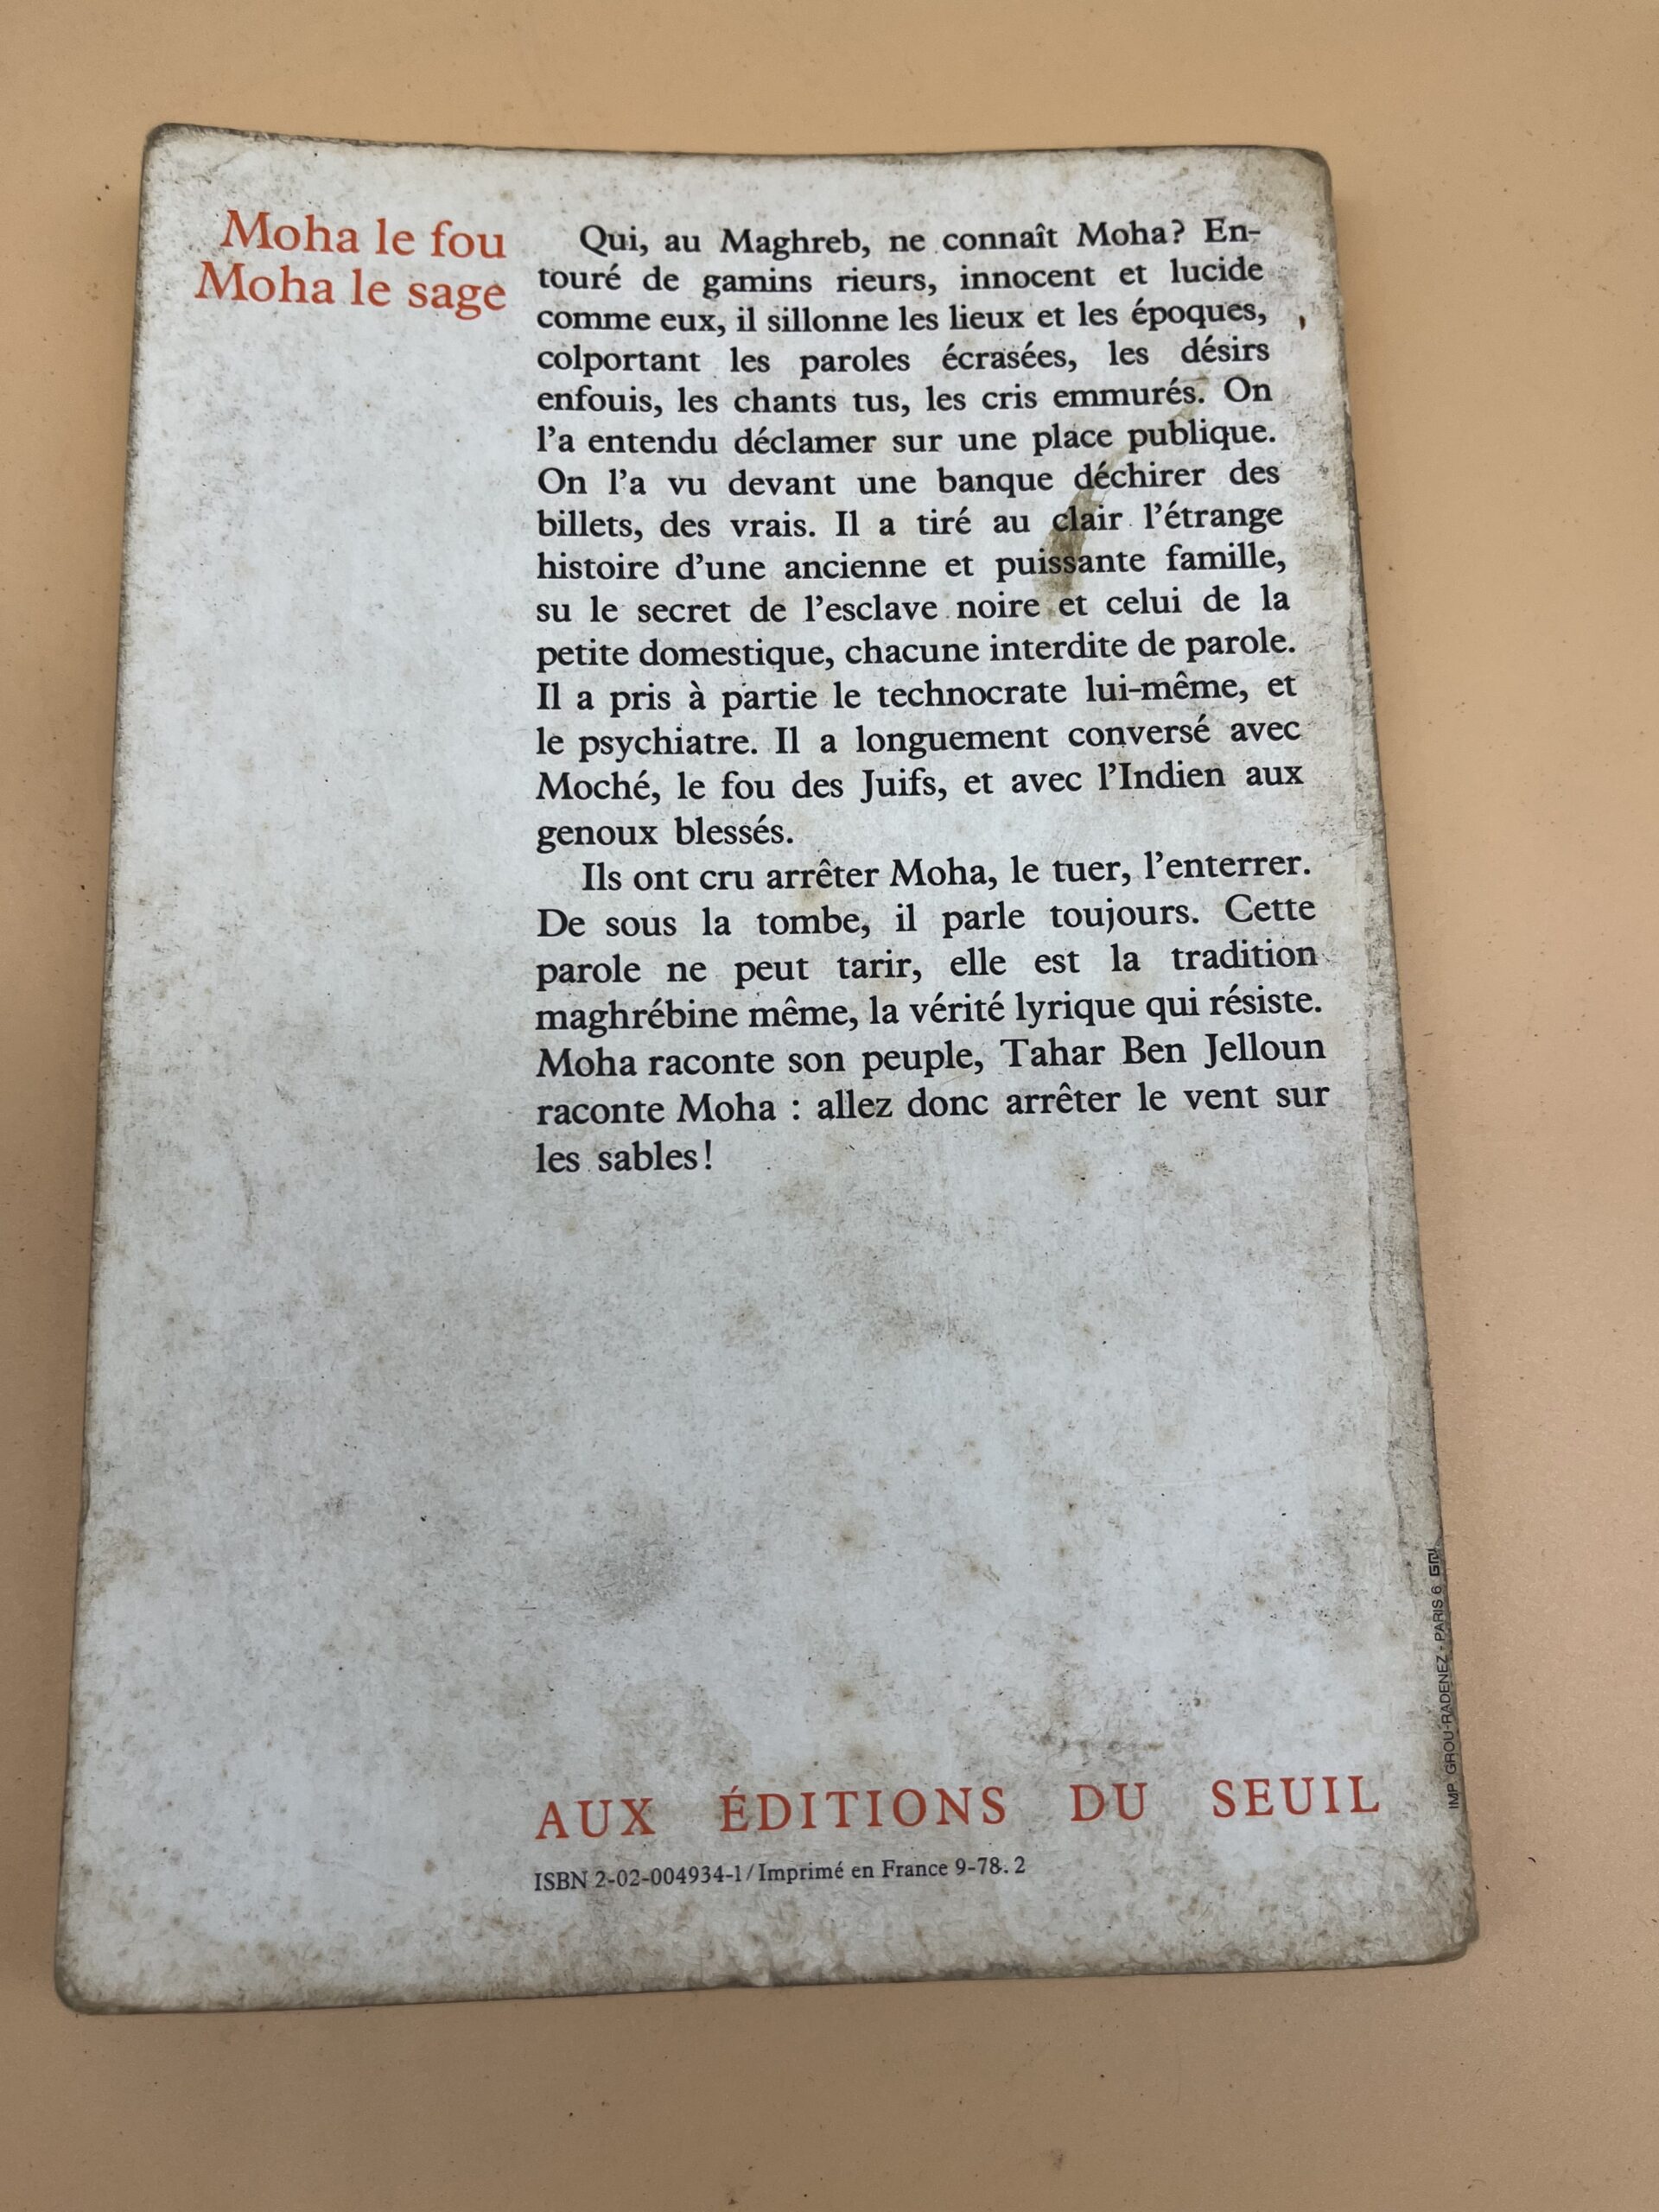 Moha le fou
Moha le sage
Qui, au Maghreb, ne connaît Moha? En-
touré de gamins rieurs, innocent et lucide
comme eux, il sillonne les lieux et les époques,
colportant les paroles écrasées, les désirs
enfouis, les chants tus, les cris emmurés. On
l'a entendu déclamer sur une place publique.
On l'a vu devant une banque déchirer des
billets, des vrais. Il a tiré au clair l'étrange
histoire d'une ancienne et puissante famille,
su le secret de l'esclave noire et celui de la
petite domestique, chacune interdite de parole.
Il a pris à partie le technocrate lui-même, et
le psychiatre. Il a longuement conversé avec
Moché, le fou des Juifs, et avec l'Indien aux
genoux blessés.
Ils ont cru arrêter Moha, le tuer, l'enterrer.
De sous la tombe, il parle toujours. Cette
parole ne peut tarir, elle est la tradition
maghrébine même, la vérité lyrique qui résiste.
Moha raconte son peuple, Tahar Ben Jelloun
raconte Moha : allez donc arrêter le vent sur
les sables!
AUX ÉDITIONS DU SEUIL
ISBN 2-02-004934-1/Imprimé en France 9-78.2
IMP. GROU-RADENEZ - PARIS 6